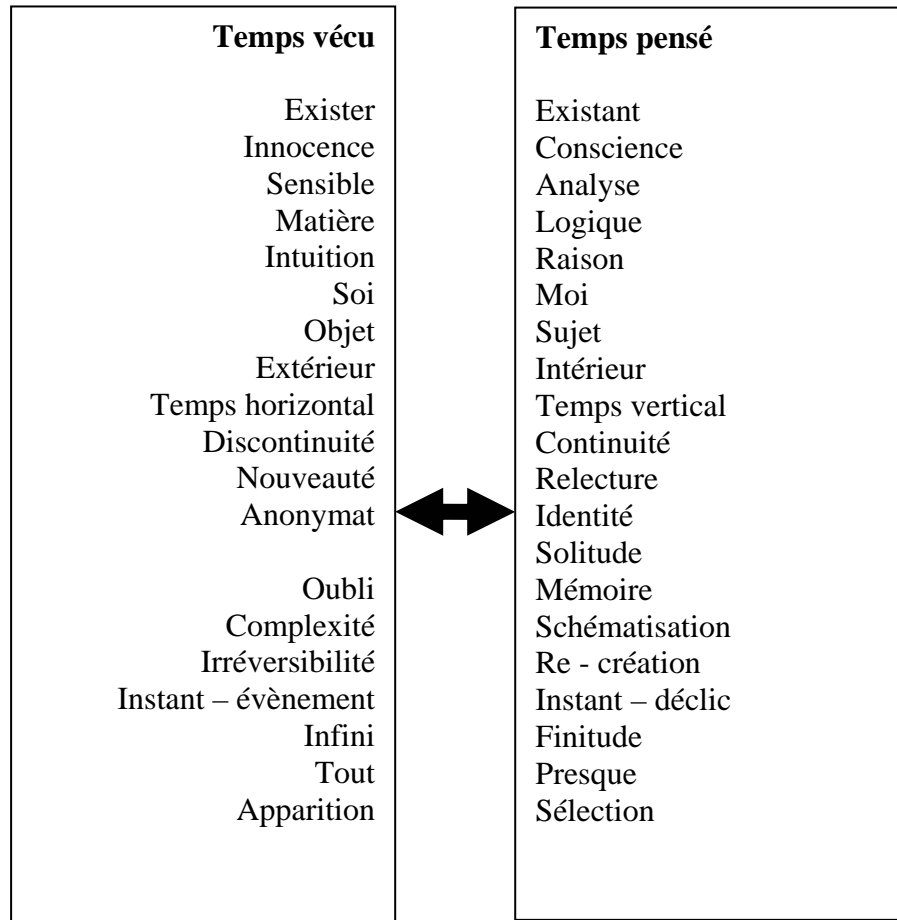 Temps vécu
Exister
Innocence
Sensible
Matière
Intuition
Soi
Objet
Extérieur
Temps horizontal
Discontinuité
Nouveauté
Anonymat
Oubli
Complexité
Irréversibilité
Instant – évènement
Infini
Tout
Apparition
Temps pensé
Existant
Conscience
Analyse
Logique
Raison
Moi
Sujet
Intérieur
Temps vertical
Continuité
Relecture
Identité
Solitude
Mémoire
Schématisation
Re - création
Instant – déclic
Finitude
Presque
Sélection